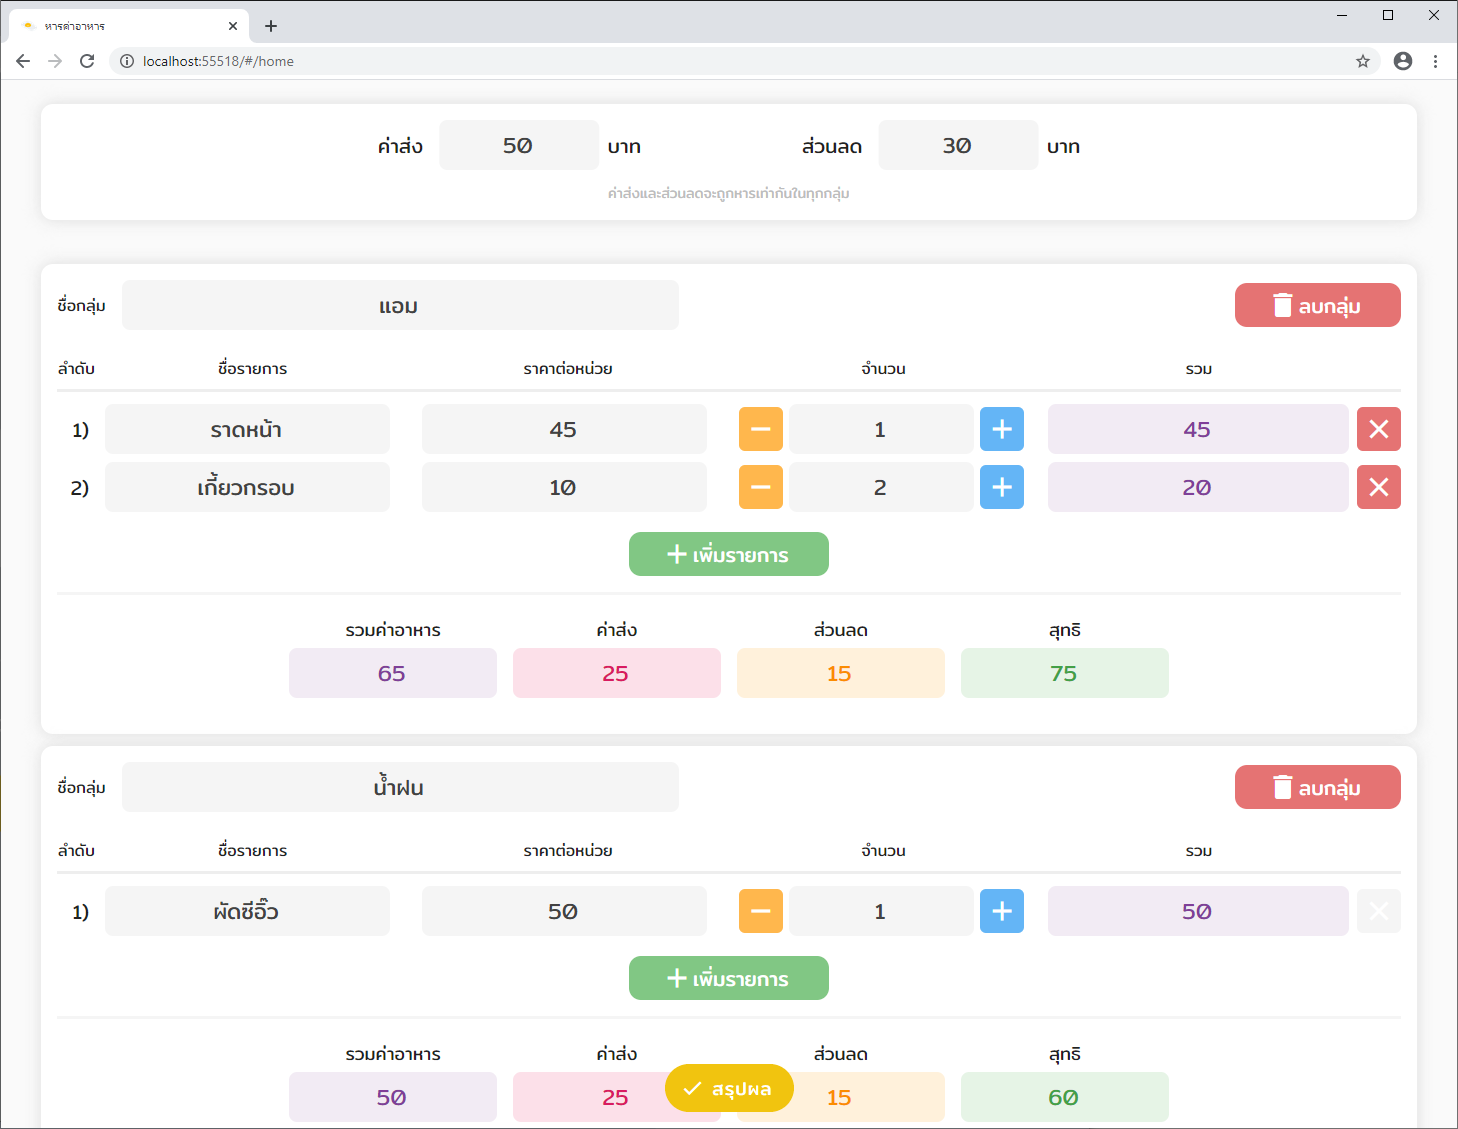 หารค่าอาหาร
localhost:55518/#/home
ค่าส่ง 50 บาท ส่วนลด 30 บาท
ค่าส่งและส่วนลดจะถูกหารเท่ากันในทุกกลุ่ม
ชื่อกลุ่ม แอม ลบกลุ่ม
ลำดับ ชื่อรายการ ราคาต่อหน่วย จำนวน รวม
1) ราดหน้า 45 1 45
2) เกี้ยวกรอบ 10 2 20
เพิ่มรายการ
รวมค่าอาหาร ค่าส่ง ส่วนลด สุทธิ
65 25 15 75
ชื่อกลุ่ม น้ำฝน ลบกลุ่ม
ลำดับ ชื่อรายการ ราคาต่อหน่วย จำนวน รวม
1) ผัดซีอิ๊ว 50 1 50
เพิ่มรายการ
รวมค่าอาหาร ค่าส่ง ส่วนลด สุทธิ
50 25 15 60
สรุปผล